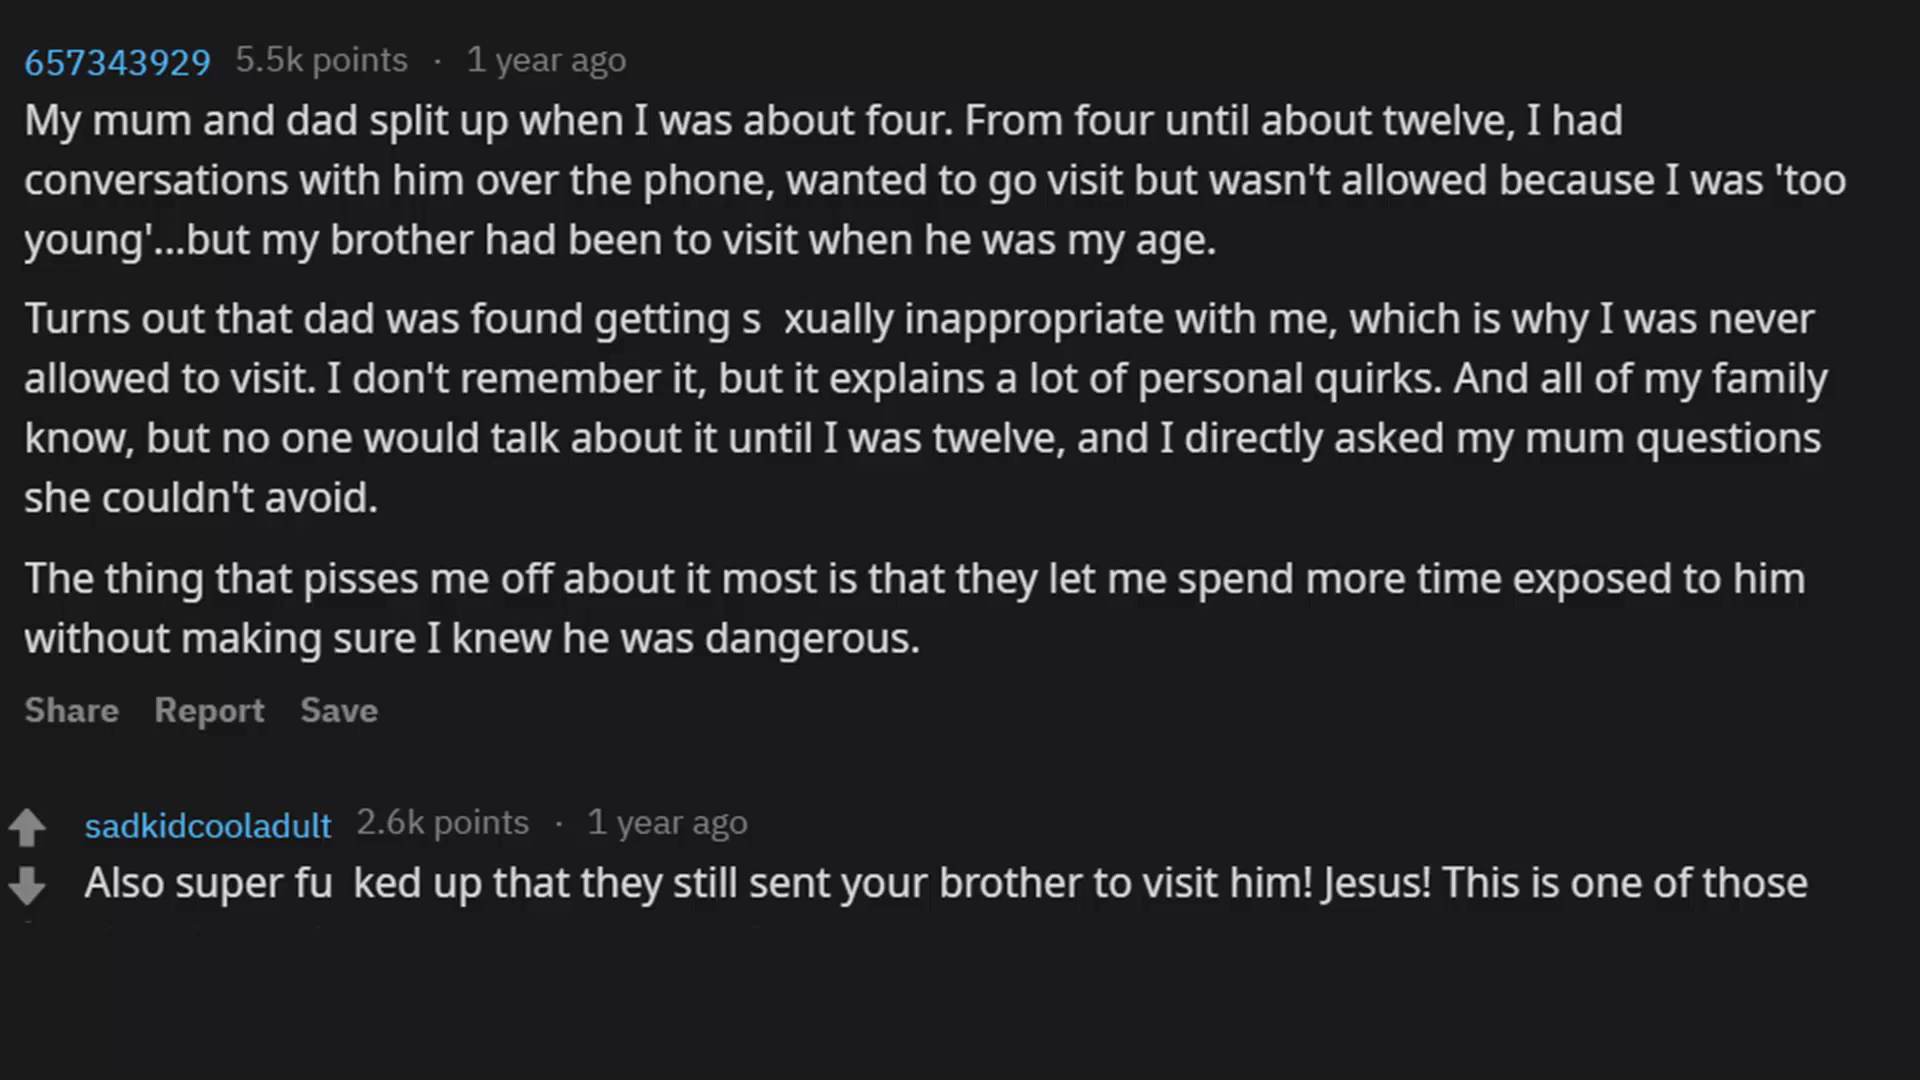 657343929 5.5k points · 1 year ago
My mum and dad split up when I was about four. From four until about twelve, I had
conversations with him over the phone, wanted to go visit but wasn't allowed because I was 'too
young'...but my brother had been to visit when he was my age.
Turns out that dad was found getting s xually inappropriate with me, which is why I was never
allowed to visit. I don't remember it, but it explains a lot of personal quirks. And all of my family
know, but no one would talk about it until I was twelve, and I directly asked my mum questions
she couldn't avoid.
The thing that pisses me off about it most is that they let me spend more time exposed to him
without making sure I knew he was dangerous.
Share Report Save
sadkidcooladult 2.6k points · 1 year ago
Also super fu ked up that they still sent your brother to visit him! Jesus! This is one of those